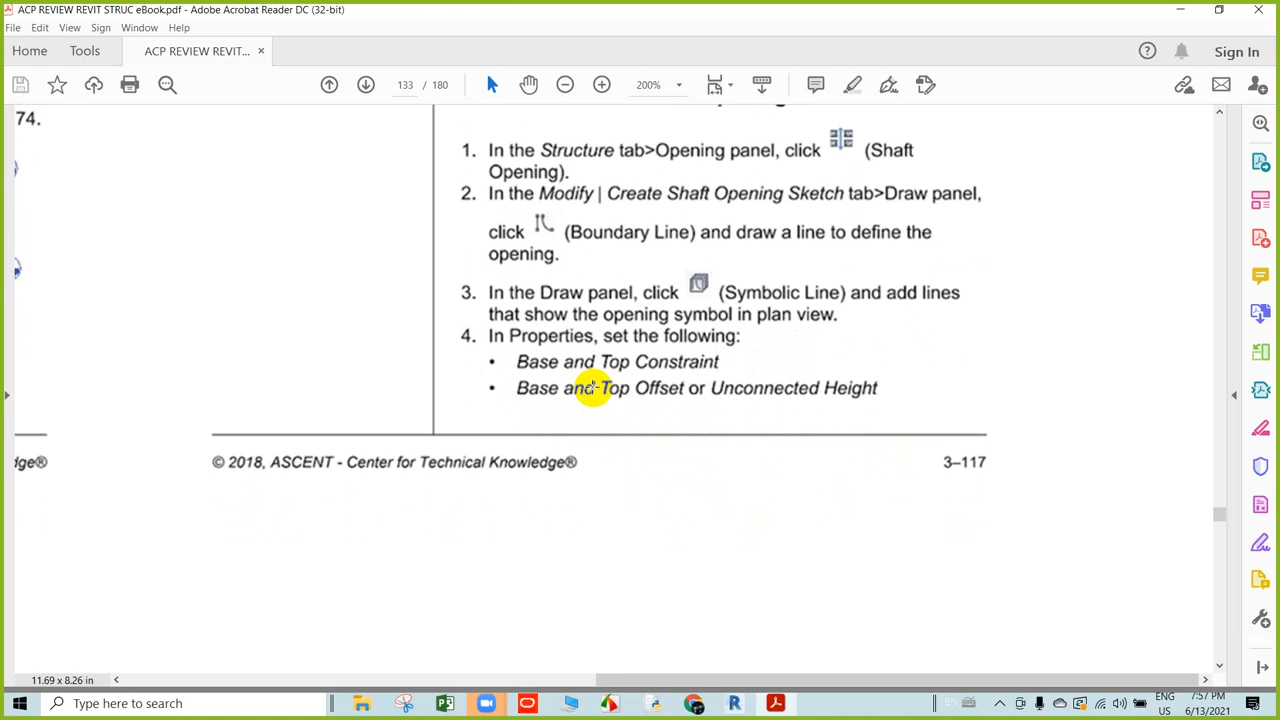 ACP REVIEW REVIT STRUC eBook.pdf - Adobe Acrobat Reader DC (32-bit)
File Edit View Sign Window Help
Home Tools ACP REVIEW REVIT... × Sign In
133 / 180 200%
74.
1. In the Structure tab>Opening panel, click (Shaft
Opening).
2. In the Modify | Create Shaft Opening Sketch tab>Draw panel,
click (Boundary Line) and draw a line to define the
opening.
3. In the Draw panel, click (Symbolic Line) and add lines
that show the opening symbol in plan view.
4. In Properties, set the following:
• Base and Top Constraint
• Base and Top Offset or Unconnected Height
dge® © 2018, ASCENT - Center for Technical Knowledge® 3–117
11.69 x 8.26 in
Type here to search
ENG 7:57 PM
US 6/13/2021